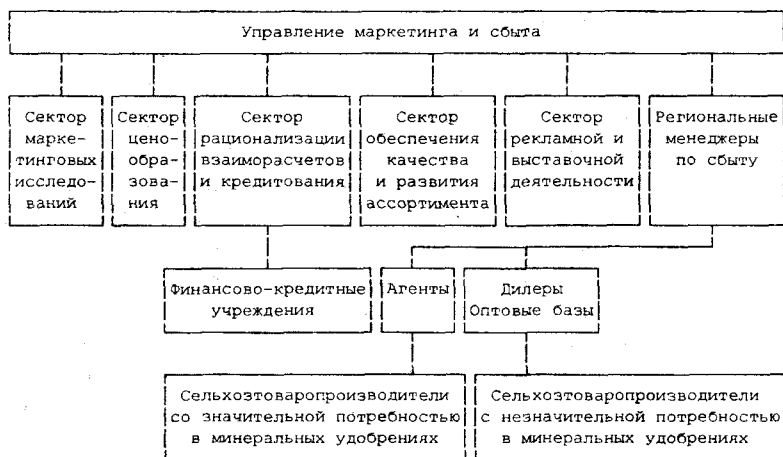 Управление маркетинга и сбыта
Сектор
марке-
тинговых
исследо-
ваний
Сектор
цено-
обра-
зова-
ния
Сектор
рационализации
взаиморасчетов
и кредитования
Сектор
обеспечения
качества
и развития
ассортимента
Сектор
рекламной и
выставочной
деятельности
Региональные
менеджеры
по сбыту
Финансово-кредитные
учреждения
Агенты
Дилеры
Оптовые базы
Сельхозтоваропроизводители
со значительной потребностью
в минеральных удобрениях
Сельхозтоваропроизводители
с незначительной потребностью
в минеральных удобрениях